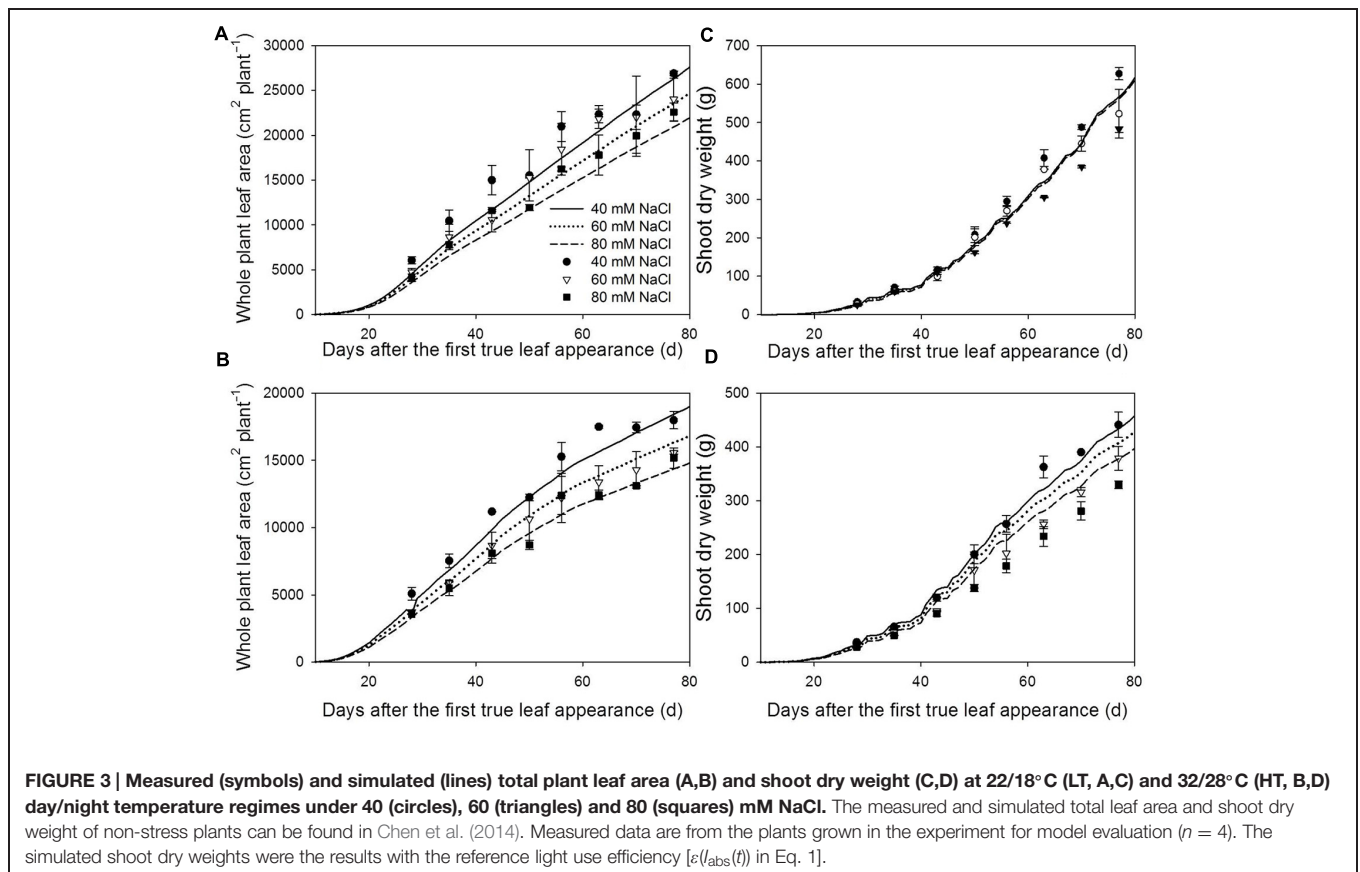 A
Whole plant leaf area (cm² plant⁻¹)
30000
25000
20000
15000
10000
5000
0
20
40
60
80
Days after the first true leaf appearance (d)
40 mM NaCl
60 mM NaCl
80 mM NaCl
40 mM NaCl
60 mM NaCl
80 mM NaCl
C
Shoot dry weight (g)
700
600
500
400
300
200
100
0
20
40
60
80
Days after the first true leaf appearance (d)
B
Whole plant leaf area (cm² plant⁻¹)
20000
15000
10000
5000
0
20
40
60
80
Days after the first true leaf appearance (d)
D
Shoot dry weight (g)
500
400
300
200
100
0
20
40
60
80
Days after the first true leaf appearance (d)
FIGURE 3 | Measured (symbols) and simulated (lines) total plant leaf area (A,B) and shoot dry weight (C,D) at 22/18°C (LT, A,C) and 32/28°C (HT, B,D)
day/night temperature regimes under 40 (circles), 60 (triangles) and 80 (squares) mM NaCl. The measured and simulated total leaf area and shoot dry
weight of non-stress plants can be found in Chen et al. (2014). Measured data are from the plants grown in the experiment for model evaluation (n = 4). The
simulated shoot dry weights were the results with the reference light use efficiency [ε(Iabs(t)) in Eq. 1].